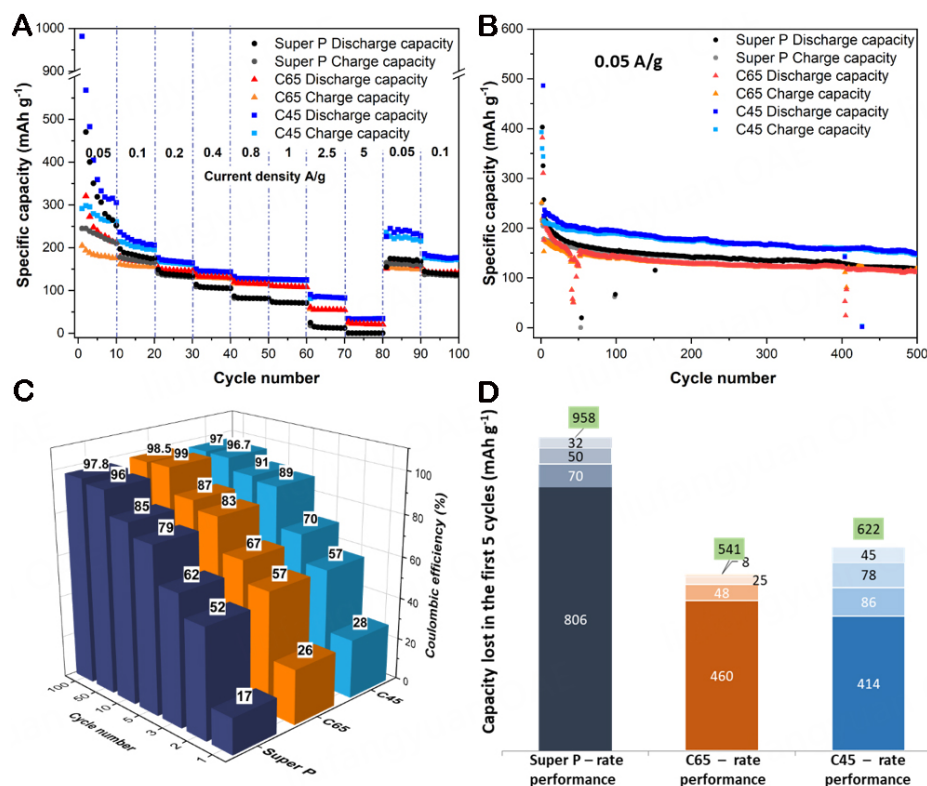 A
Specific capacity (mAh g⁻¹)
1000
900
600
500
400
300
200
100
0
Super P Discharge capacity
Super P Charge capacity
C65 Discharge capacity
C65 Charge capacity
C45 Discharge capacity
C45 Charge capacity
0.05 0.1 0.2 0.4 0.8 1 2.5 5 0.05 0.1
Current density A/g
0 10 20 30 40 50 60 70 80 90 100
Cycle number
B
Specific capacity (mAh g⁻¹)
600
500
400
300
200
100
0
0.05 A/g
Super P Discharge capacity
Super P Charge capacity
C65 Discharge capacity
C65 Charge capacity
C45 Discharge capacity
C45 Charge capacity
0 100 200 300 400 500
Cycle number
C
97.8 96 85 79 62 52 17
98.5 99 87 83 67 57 26
97 96.7 91 89 70 57 28
100
80
60
40
20
0
Coulombic efficiency (%)
100 50 10 5 3 2 1
Cycle number
Super P
C65
C45
D
Capacity lost in the first 5 cycles (mAh g⁻¹)
958
32
50
70
806
541
8
25
48
460
622
45
78
86
414
Super P – rate
performance
C65 – rate
performance
C45 – rate
performance